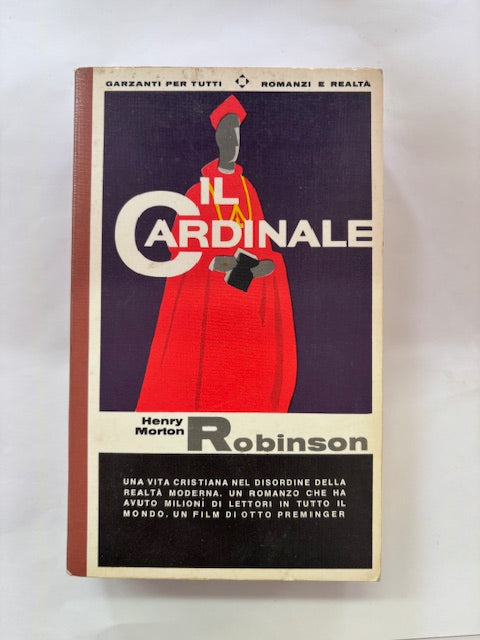 GARZANTI PER TUTTI ROMANZI E REALTÀ
IL
CARDINALE
Henry
Morton
Robinson
UNA VITA CRISTIANA NEL DISORDINE DELLA
REALTÀ MODERNA. UN ROMANZO CHE HA
AVUTO MILIONI DI LETTORI IN TUTTO IL
MONDO. UN FILM DI OTTO PREMINGER